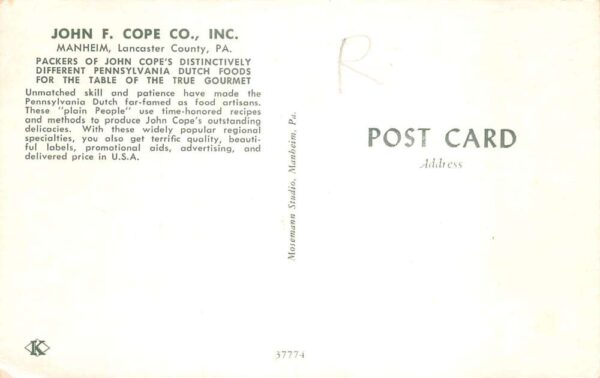 JOHN F. COPE CO., INC.
MANHEIM, Lancaster County, PA.
PACKERS OF JOHN COPE'S DISTINCTIVELY
DIFFERENT PENNSYLVANIA DUTCH FOODS
FOR THE TABLE OF THE TRUE GOURMET
Unmatched skill and patience have made the
Pennsylvania Dutch far-famed as food artisans.
These "plain People" use time-honored recipes
and methods to produce John Cope's outstanding
delicacies. With these widely popular regional
specialties, you also get terrific quality, beauti-
ful labels, promotional aids, advertising, and
delivered price in U.S.A.
Mosemann Studio, Manheim, Pa.
R
POST CARD
Address
K
37774